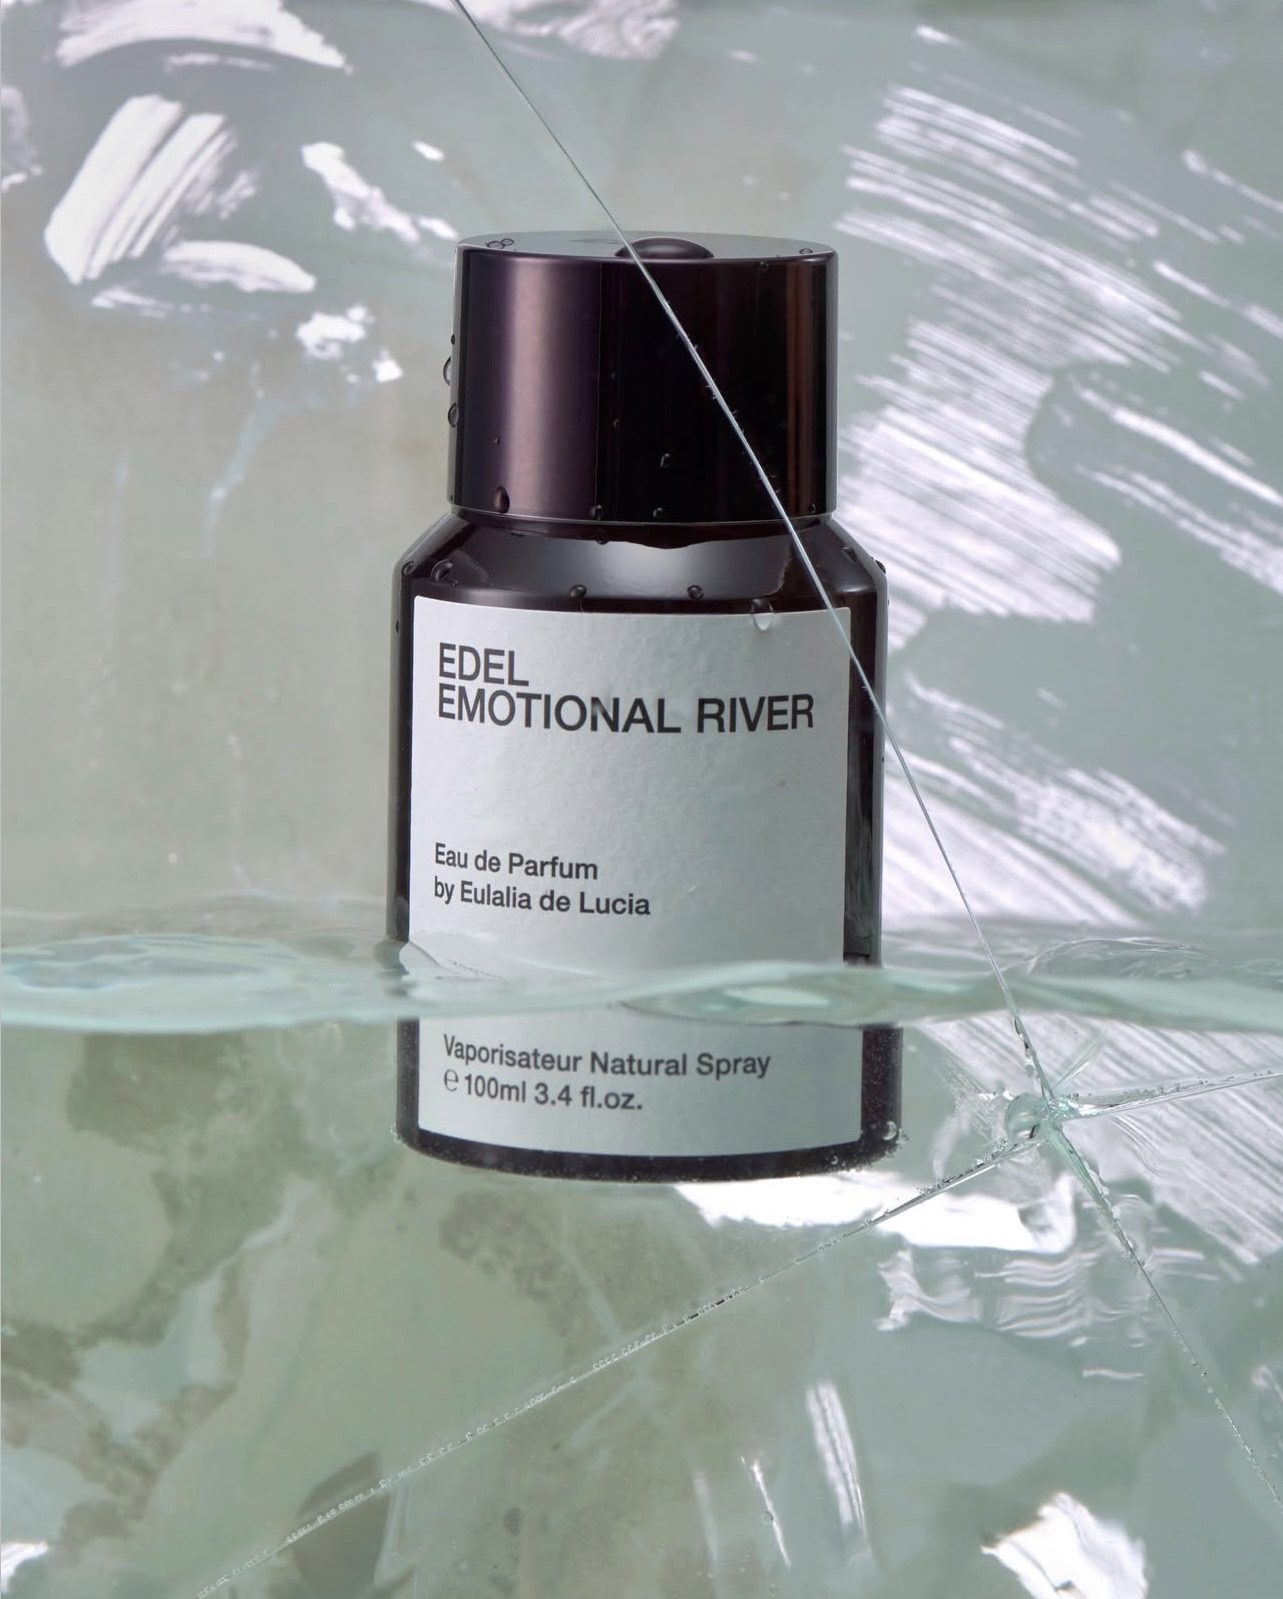 EDEL
EMOTIONAL RIVER
Eau de Parfum
by Eulalia de Lucia
Vaporisateur Natural Spray
℮ 100ml 3.4 fl.oz.